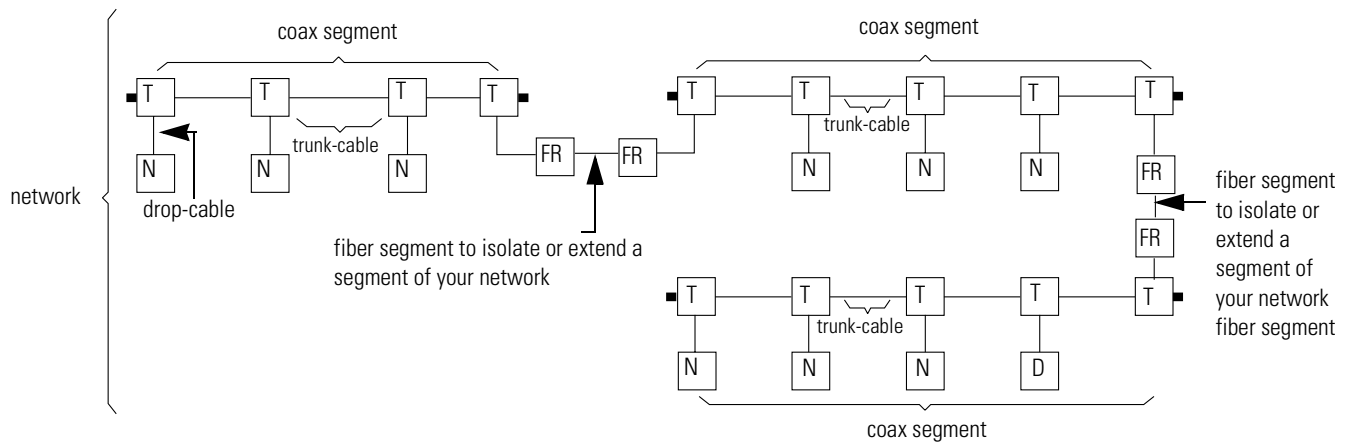 coax segment
coax segment
T T T T
T T T T T
trunk-cable
trunk-cable
FR FR
N N N
N N N
FR
drop-cable
network
fiber segment to isolate or extend a
segment of your network
fiber segment
to isolate or
extend a
segment of
your network
fiber segment
FR
T T T T T
trunk-cable
N N N D
coax segment